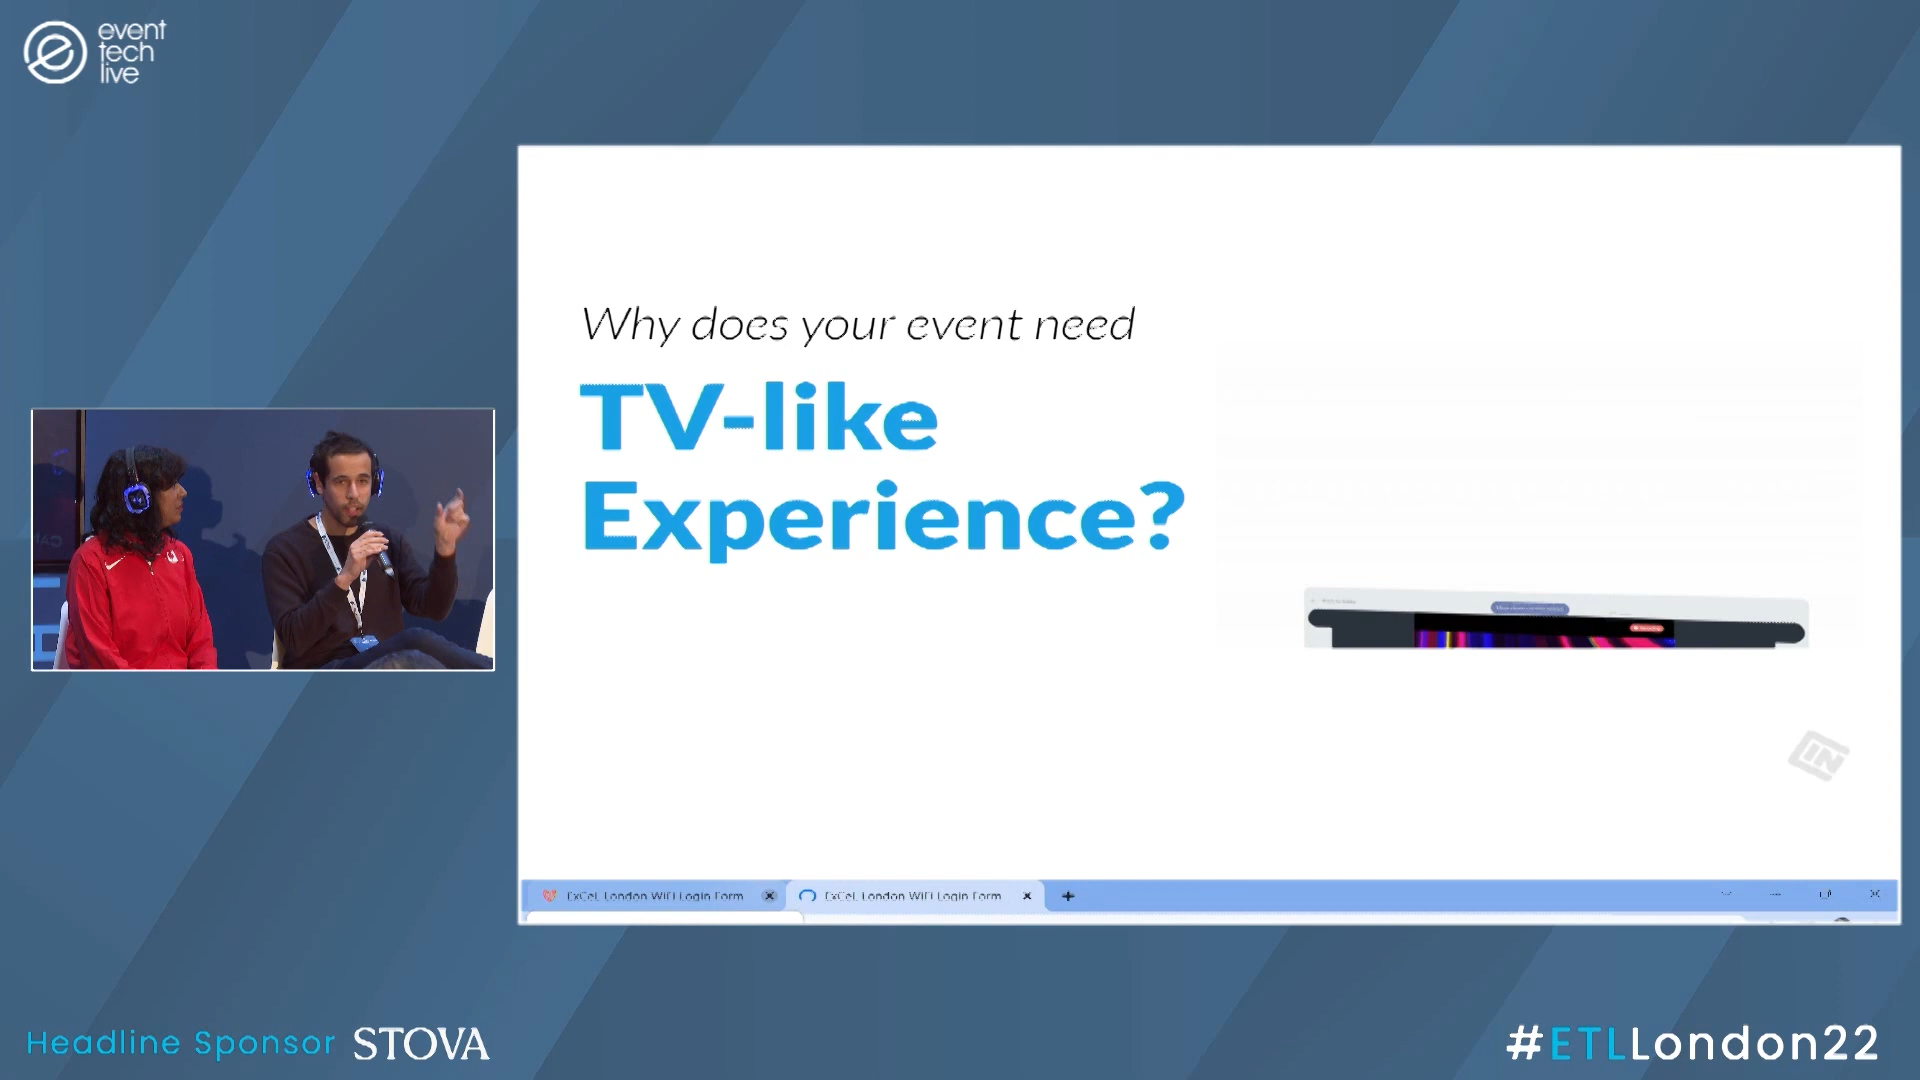 event
tech
live
Why does your event need
TV-like
Experience?
IN
ExCeL London WiFi Login Form
ExCeL London WiFi Login Form
Headline Sponsor STOVA
#ETLLondon22